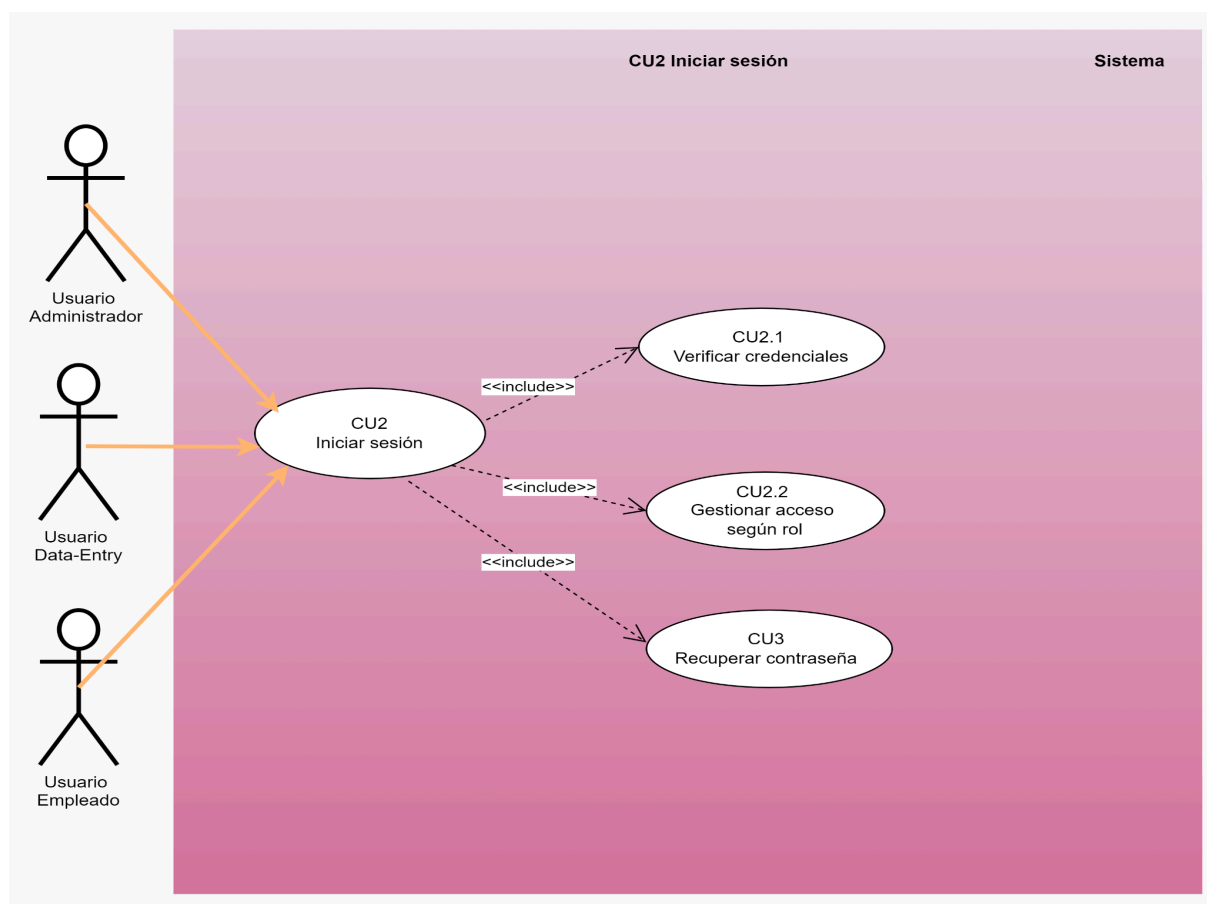 CU2 Iniciar sesión
Sistema
Usuario
Administrador
CU2.1
Verificar credenciales
<<include>>
CU2
Iniciar sesión
<<include>>
CU2.2
Gestionar acceso
según rol
Usuario
Data-Entry
<<include>>
CU3
Recuperar contraseña
Usuario
Empleado